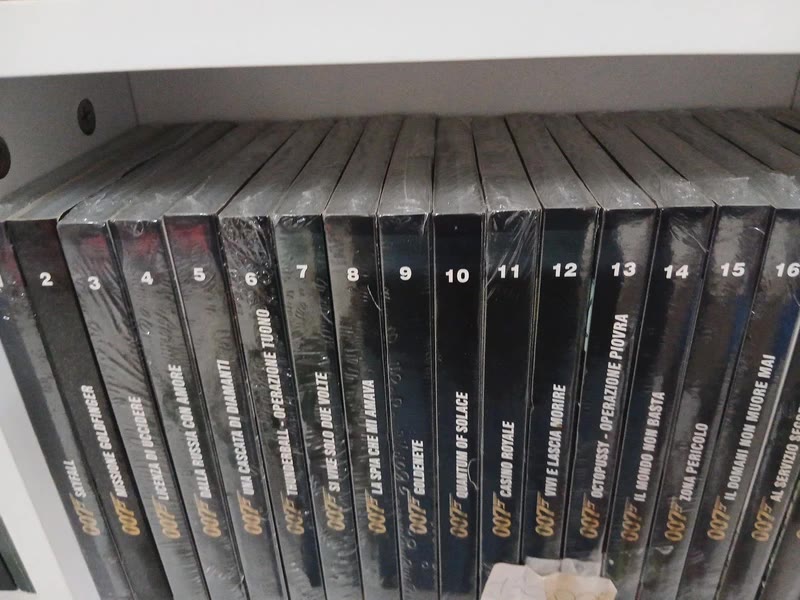 1
007 SKYFALL
2
007 MISSIONE GOLDFINGER
3
007 LICENZA DI UCCIDERE
4
007 DALLA RUSSIA CON AMORE
5
007 UNA CASCATA DI DIAMANTI
6
007 THUNDERBALL - OPERAZIONE TUONO
7
007 SI VIVE SOLO DUE VOLTE
8
007 LA SPIA CHE MI AMAVA
9
007 GOLDENEYE
10
007 QUANTUM OF SOLACE
11
007 CASINO ROYALE
12
007 VIVI E LASCIA MORIRE
13
007 OCTOPUSSY - OPERAZIONE PIOVRA
14
007 IL MONDO NON BASTA
15
007 ZONA PERICOLO
16
007 IL DOMANI NON MUORE MAI
AL SERVIZIO